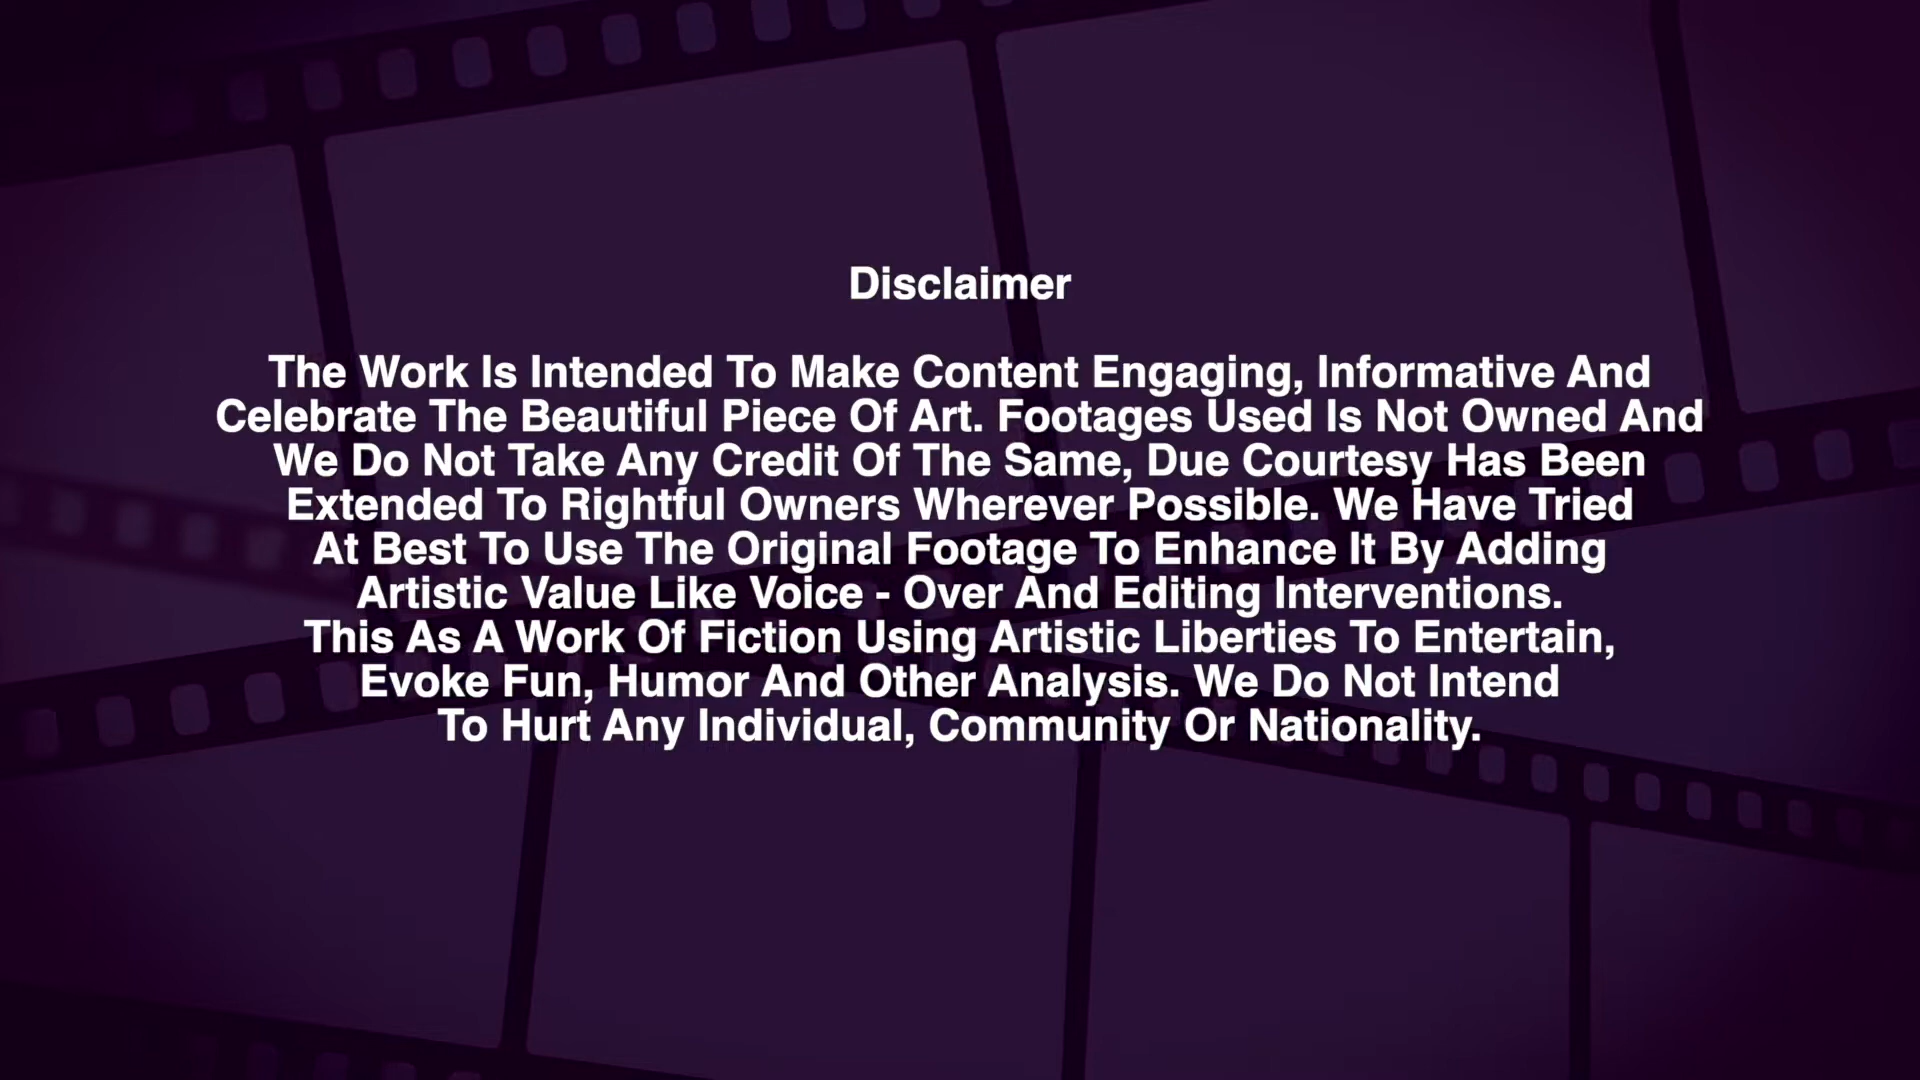 Disclaimer
The Work Is Intended To Make Content Engaging, Informative And
Celebrate The Beautiful Piece Of Art. Footages Used Is Not Owned And
We Do Not Take Any Credit Of The Same, Due Courtesy Has Been
Extended To Rightful Owners Wherever Possible. We Have Tried
At Best To Use The Original Footage To Enhance It By Adding
Artistic Value Like Voice - Over And Editing Interventions.
This As A Work Of Fiction Using Artistic Liberties To Entertain,
Evoke Fun, Humor And Other Analysis. We Do Not Intend
To Hurt Any Individual, Community Or Nationality.